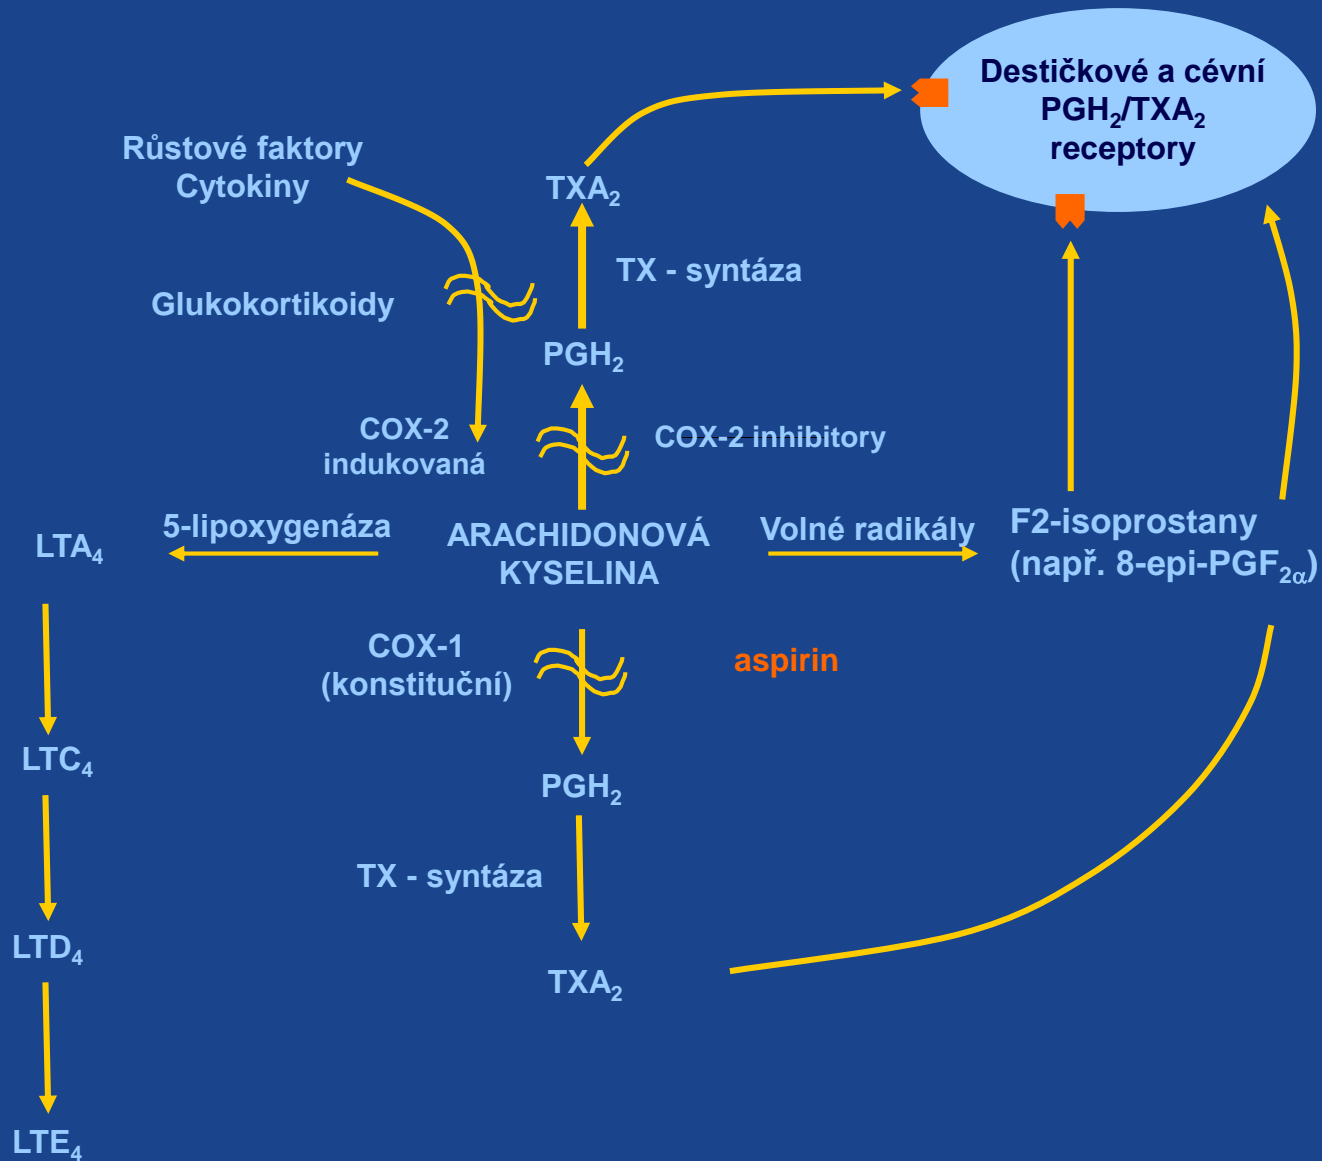 Destičkové a cévní
PGH₂/TXA₂
receptory
Růstové faktory
Cytokiny
TXA₂
TX - syntáza
Glukokortikoidy
PGH₂
COX-2
indukovaná
COX-2 inhibitory
5-lipoxygenáza
LTA₄
ARACHIDONOVÁ
KYSELINA
Volné radikály
F2-isoprostany
(např. 8-epi-PGF₂α)
COX-1
(konstituční)
aspirin
LTC₄
PGH₂
TX - syntáza
LTD₄
TXA₂
LTE₄